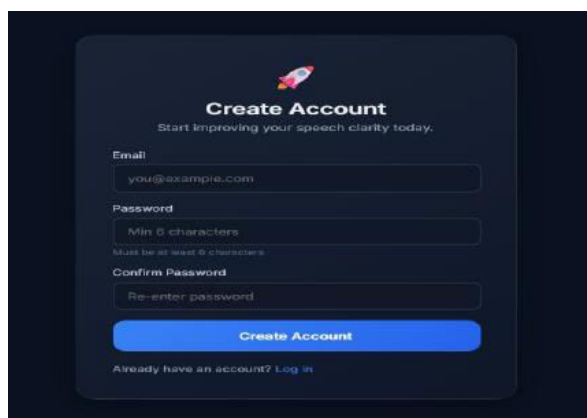 Create Account
Start improving your speech clarity today.
Email
you@example.com
Password
Min 6 characters
Must be at least 6 characters
Confirm Password
Re-enter password
Create Account
Already have an account? Log in